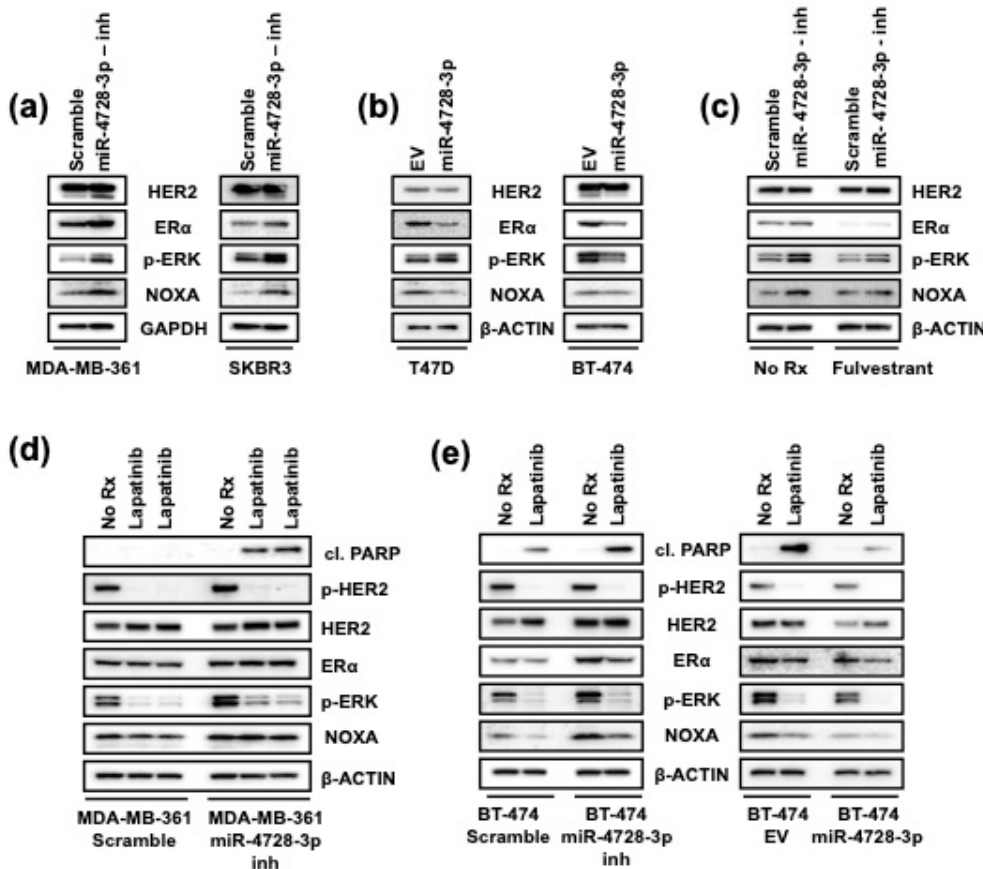 (a)
Scramble
miR-4728-3p – inh
Scramble
miR-4728-3p – inh
HER2
ERα
p-ERK
NOXA
GAPDH
MDA-MB-361
SKBR3
(b)
EV
miR-4728-3p
EV
miR-4728-3p
HER2
ERα
p-ERK
NOXA
β-ACTIN
T47D
BT-474
(c)
Scramble
miR- 4728-3p - inh
Scramble
miR- 4728-3p - inh
HER2
ERα
p-ERK
NOXA
β-ACTIN
No Rx
Fulvestrant
(d)
No Rx
Lapatinib
Lapatinib
No Rx
Lapatinib
Lapatinib
cl. PARP
p-HER2
HER2
ERα
p-ERK
NOXA
β-ACTIN
MDA-MB-361
Scramble
MDA-MB-361
miR-4728-3p
inh
(e)
No Rx
Lapatinib
No Rx
Lapatinib
No Rx
Lapatinib
No Rx
Lapatinib
cl. PARP
p-HER2
HER2
ERα
p-ERK
NOXA
β-ACTIN
BT-474
Scramble
BT-474
miR-4728-3p
inh
BT-474
EV
BT-474
miR-4728-3p